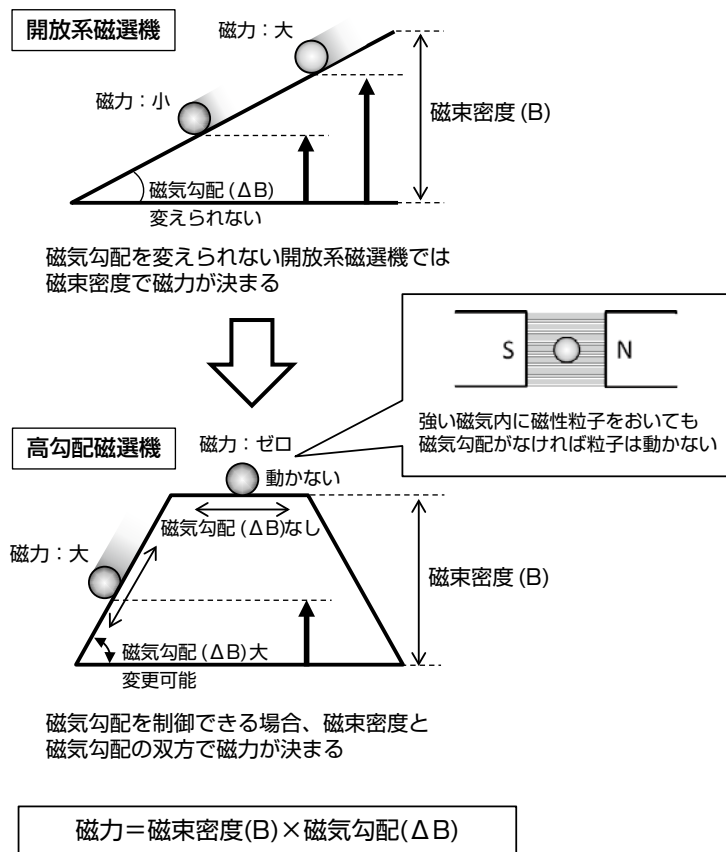 開放系磁選機
磁力：大
磁力：小
磁束密度(B)
磁気勾配(ΔB)
変えられない
磁気勾配を変えられない開放系磁選機では
磁束密度で磁力が決まる
S N
強い磁気内に磁性粒子をおいても
磁気勾配がなければ粒子は動かない
高勾配磁選機
磁力：ゼロ
動かない
磁気勾配(ΔB)なし
磁力：大
磁束密度(B)
磁気勾配(ΔB)大
変更可能
磁気勾配を制御できる場合、磁束密度と
磁気勾配の双方で磁力が決まる
磁力＝磁束密度(B)×磁気勾配(ΔB)